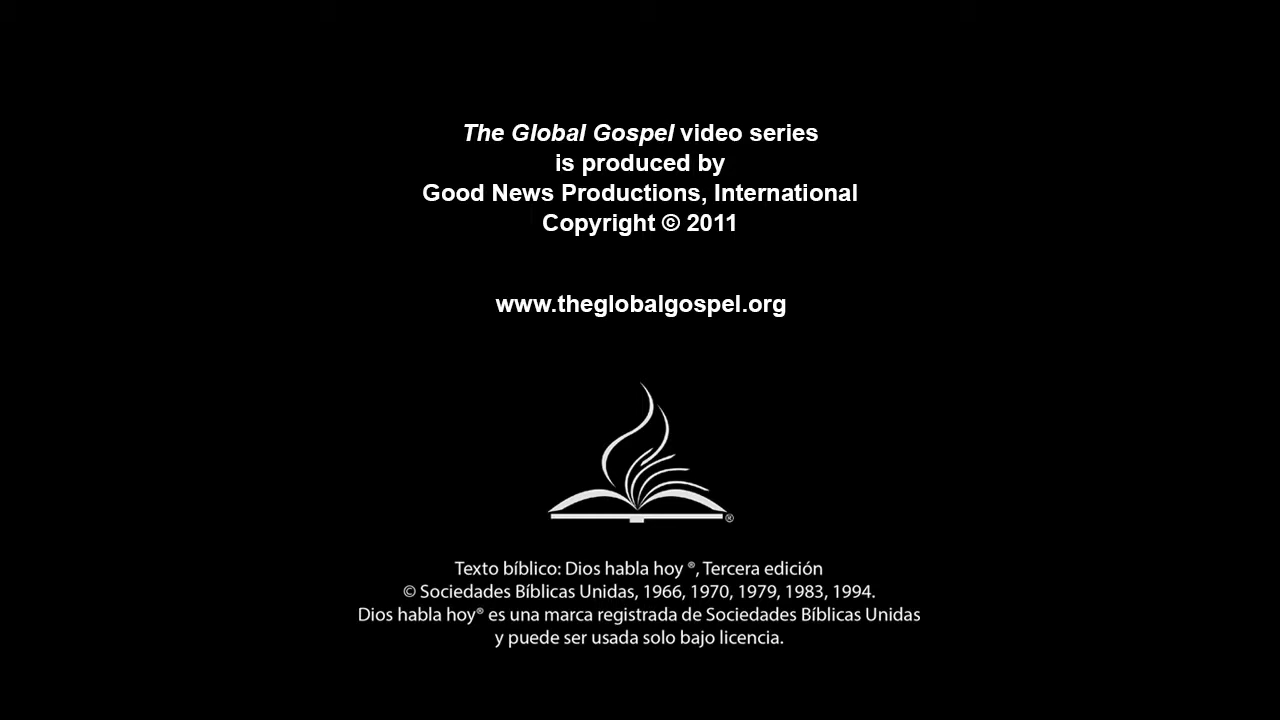 The Global Gospel video series
is produced by
Good News Productions, International
Copyright © 2011
www.theglobalgospel.org
®
Texto bíblico: Dios habla hoy ®, Tercera edición
© Sociedades Bíblicas Unidas, 1966, 1970, 1979, 1983, 1994.
Dios habla hoy® es una marca registrada de Sociedades Bíblicas Unidas
y puede ser usada solo bajo licencia.